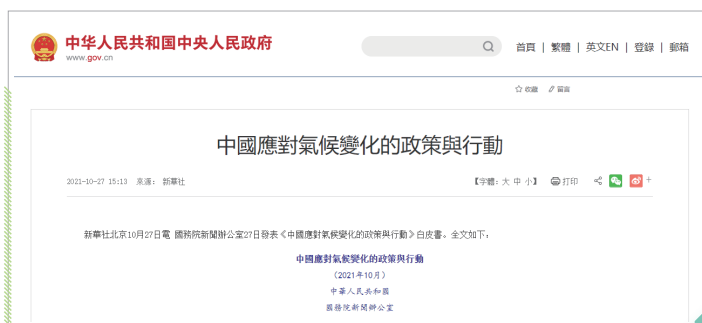 中华人民共和国中央人民政府
www.gov.cn
首頁 | 繁體 | 英文EN | 登錄 | 郵箱
收藏 留言
中國應對氣候變化的政策與行動
2021-10-27 15:13 來源： 新華社 【字體：大 中 小】 打印 +
新華社北京10月27日電 國務院新聞辦公室27日發表《中國應對氣候變化的政策與行動》白皮書。全文如下：
中國應對氣候變化的政策與行動
（2021年10月）
中華人民共和國
國務院新聞辦公室